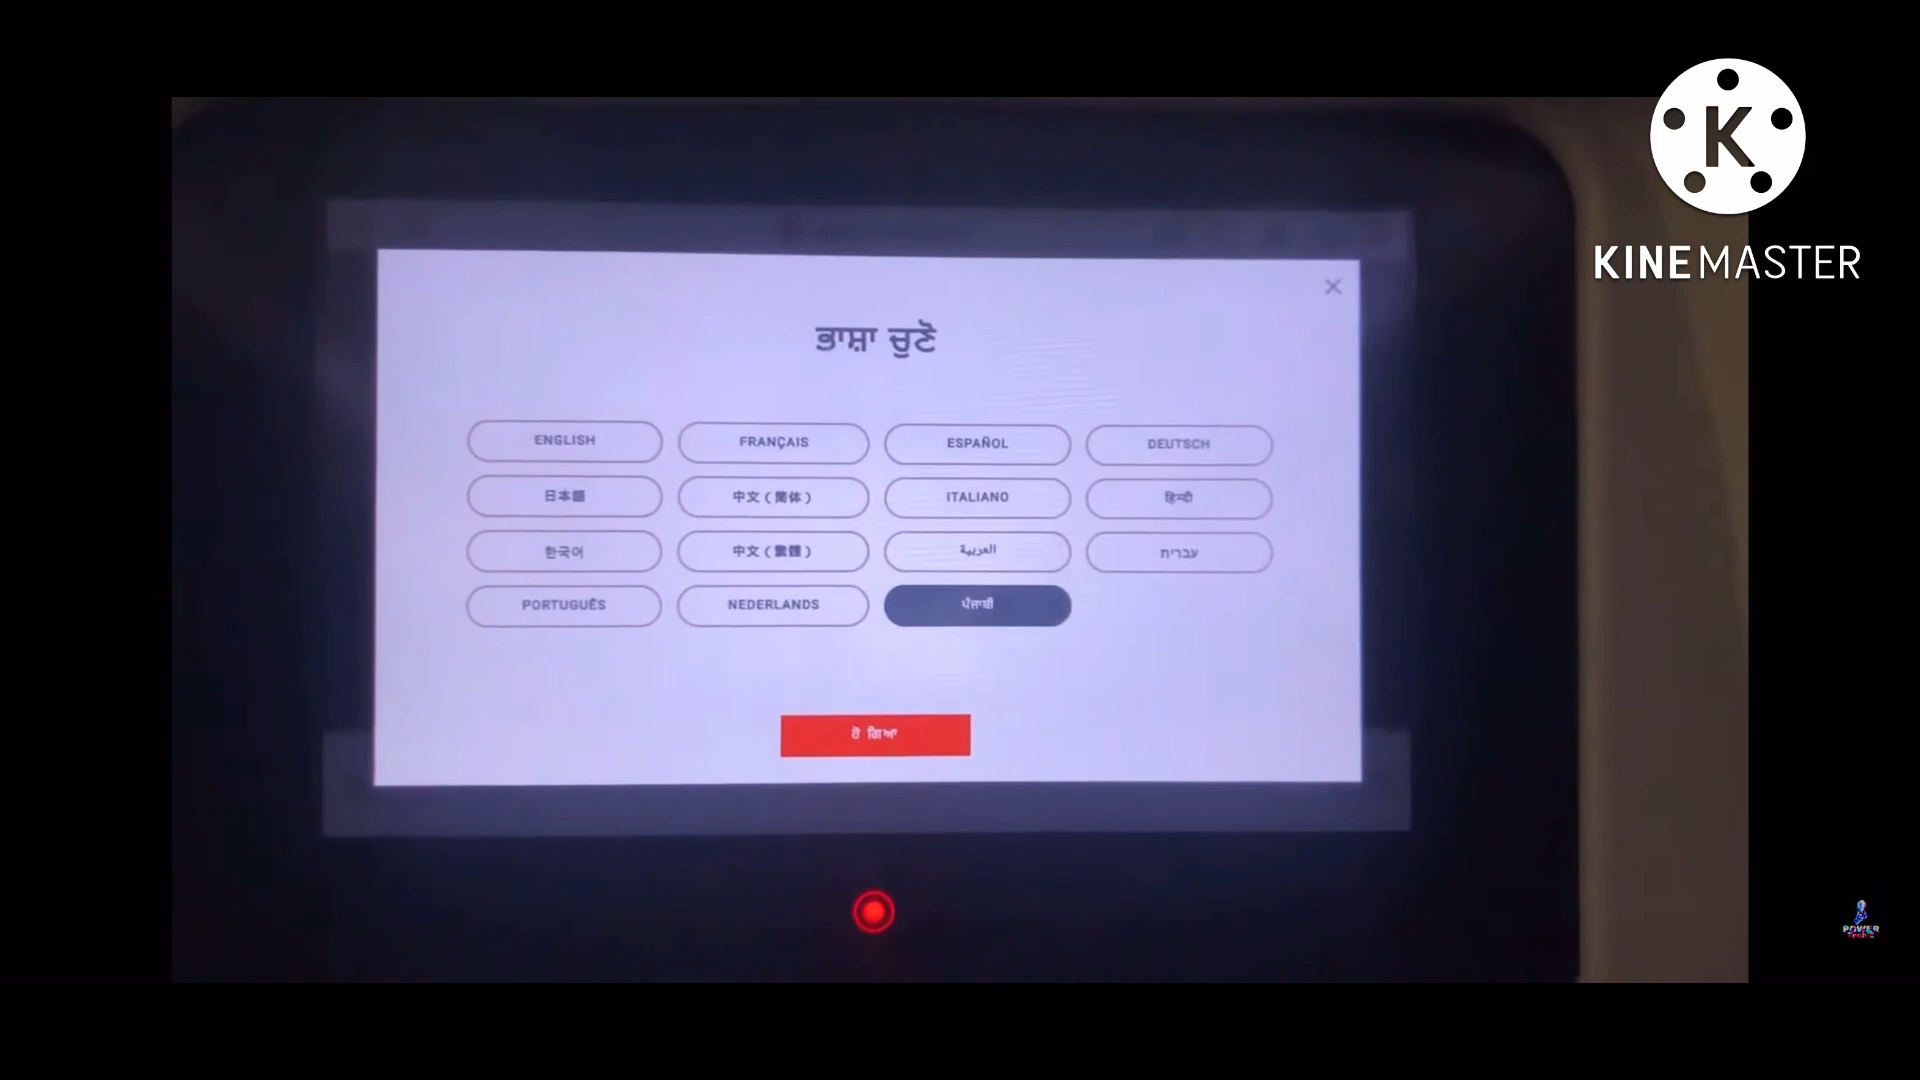 K
KINEMASTER
ਭਾਸ਼ਾ ਚੁਣੋ
ENGLISH
FRANÇAIS
ESPAÑOL
DEUTSCH
日本語
中文 ( 简体 )
ITALIANO
हिन्दी
한국어
中文 ( 繁體 )
العربية
עברית
PORTUGUÊS
NEDERLANDS
ਪੰਜਾਬੀ
ਹੋ ਗਿਆ
POWER